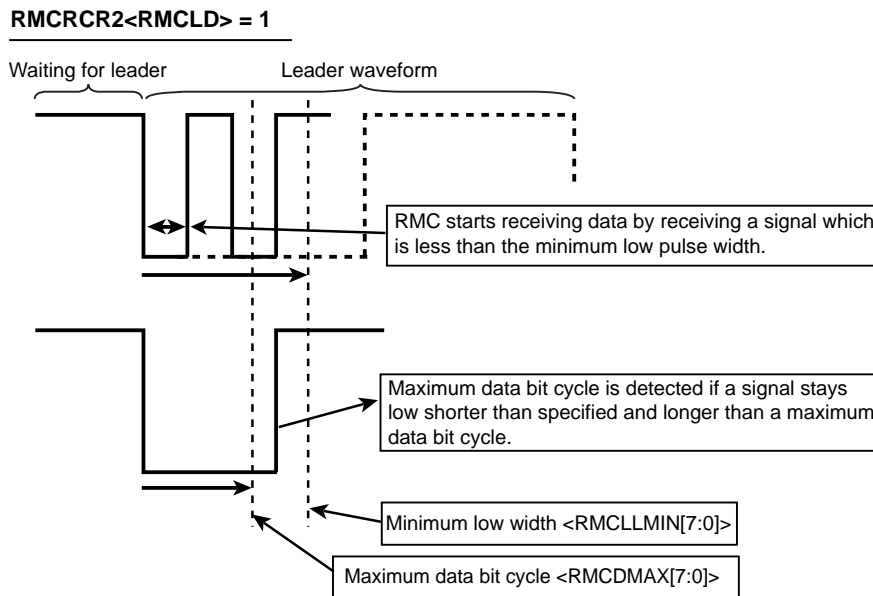 RMCRCR2<RMCLD> = 1
Waiting for leader
Leader waveform
RMC starts receiving data by receiving a signal which
is less than the minimum low pulse width.
Maximum data bit cycle is detected if a signal stays
low shorter than specified and longer than a maximum
data bit cycle.
Minimum low width <RMCLLMIN[7:0]>
Maximum data bit cycle <RMCDMAX[7:0]>